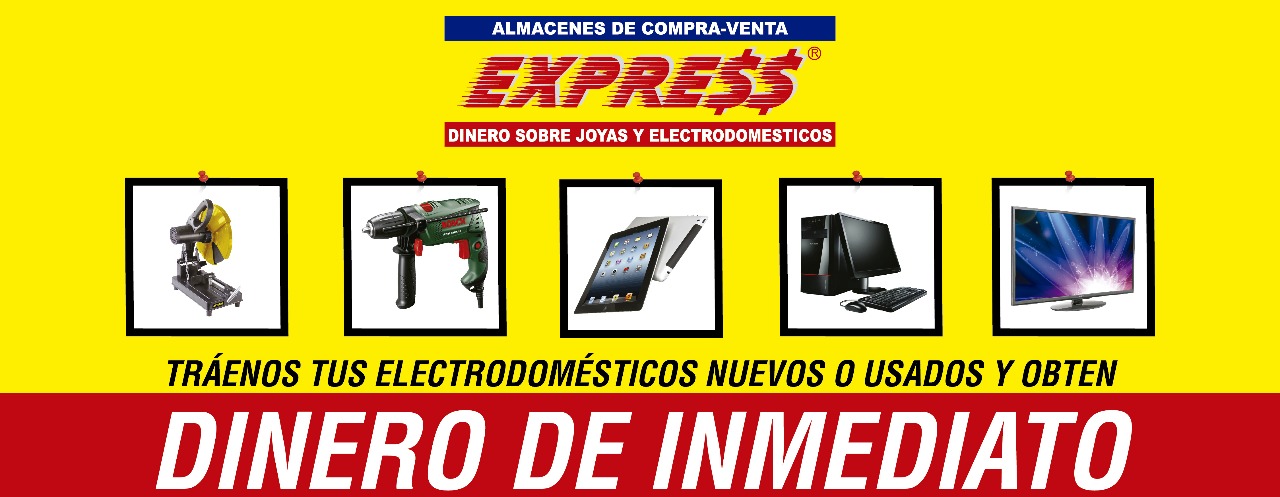 ALMACENES DE COMPRA-VENTA
EXPRE$$®
DINERO SOBRE JOYAS Y ELECTRODOMESTICOS
TRÁENOS TUS ELECTRODOMÉSTICOS NUEVOS O USADOS Y OBTEN
DINERO DE INMEDIATO